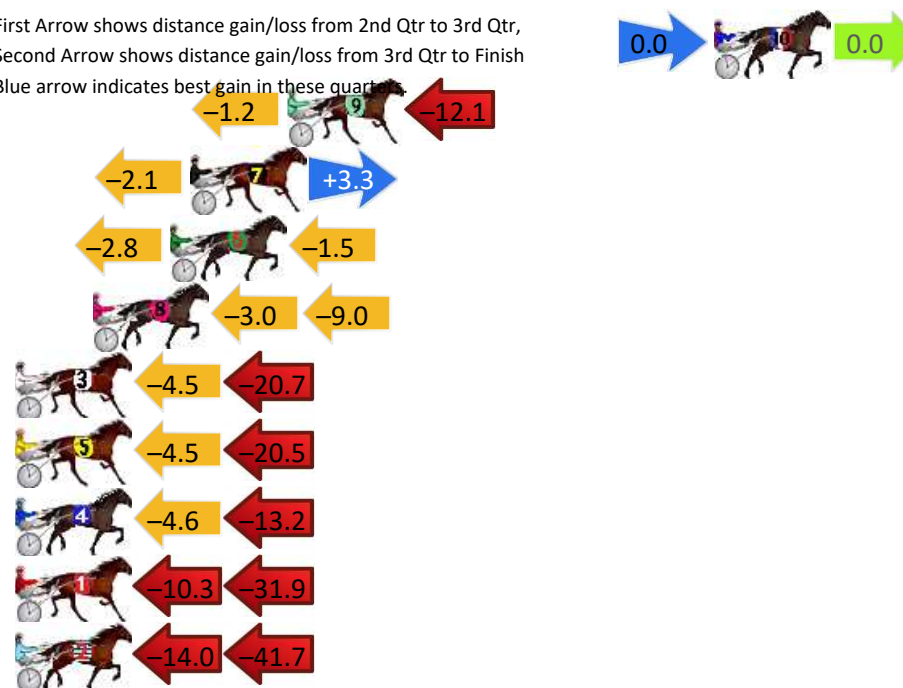 First Arrow shows distance gain/loss from 2nd Qtr to 3rd Qtr,
Second Arrow shows distance gain/loss from 3rd Qtr to Finish
Blue arrow indicates best gain in these quarters.
0.0 10 0.0
–1.2 9 –12.1
–2.1 7 +3.3
–2.8 6 –1.5
8 –3.0 –9.0
3 –4.5 –20.7
5 –4.5 –20.5
4 –4.6 –13.2
1 –10.3 –31.9
2 –14.0 –41.7